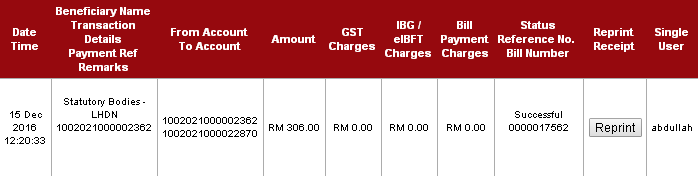 Date
Time
Beneficiary Name
Transaction
Details
Payment Ref
Remarks
From Account
To Account
Amount
GST
Charges
IBG /
eIBFT
Charges
Bill
Payment
Charges
Status
Reference No.
Bill Number
Reprint
Receipt
Single
User
15 Dec
2016
12:20:33
Statutory Bodies -
LHDN
1002021000002362
1002021000002362
1002021000022870
RM 306.00
RM 0.00
RM 0.00
RM 0.00
Successful
0000017562
Reprint
abdullah